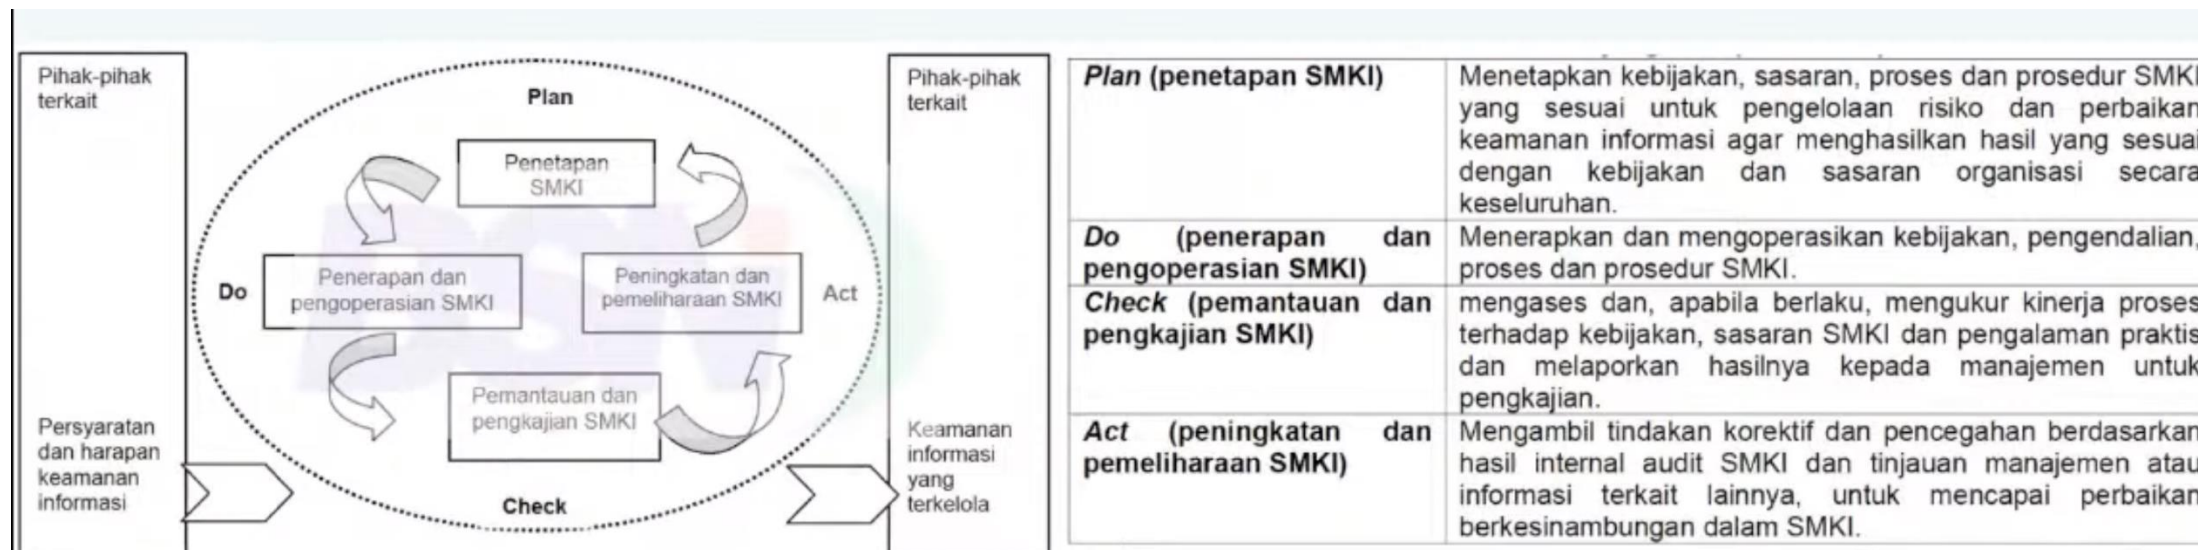 Pihak-pihak
terkait
Persyaratan
dan harapan
keamanan
informasi
Plan
Penetapan
SMKI
Do
Penerapan dan
pengoperasian SMKI
Peningkatan dan
pemeliharaan SMKI
Act
Pemantauan dan
pengkajian SMKI
Check
Pihak-pihak
terkait
Keamanan
informasi
yang
terkelola
Plan (penetapan SMKI)
Menetapkan kebijakan, sasaran, proses dan prosedur SMKI
yang sesuai untuk pengelolaan risiko dan perbaikan
keamanan informasi agar menghasilkan hasil yang sesuai
dengan kebijakan dan sasaran organisasi secara
keseluruhan.
Do (penerapan dan
pengoperasian SMKI)
Menerapkan dan mengoperasikan kebijakan, pengendalian,
proses dan prosedur SMKI.
Check (pemantauan dan
pengkajian SMKI)
mengases dan, apabila berlaku, mengukur kinerja proses
terhadap kebijakan, sasaran SMKI dan pengalaman praktis
dan melaporkan hasilnya kepada manajemen untuk
pengkajian.
Act (peningkatan dan
pemeliharaan SMKI)
Mengambil tindakan korektif dan pencegahan berdasarkan
hasil internal audit SMKI dan tinjauan manajemen atau
informasi terkait lainnya, untuk mencapai perbaikan
berkesinambungan dalam SMKI.